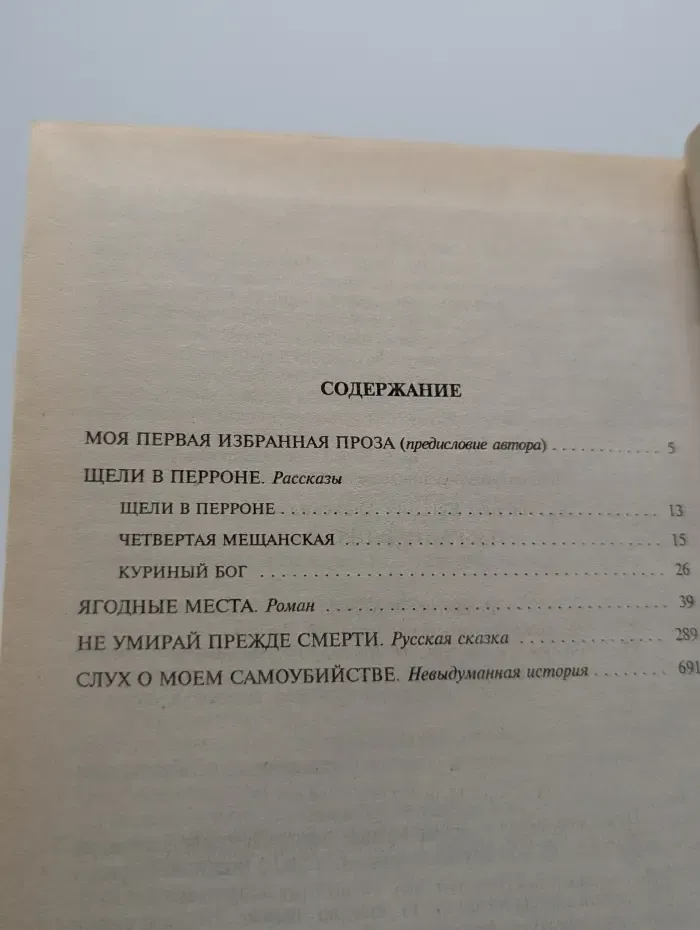 СОДЕРЖАНИЕ
МОЯ ПЕРВАЯ ИЗБРАННАЯ ПРОЗА (предисловие автора) . . . . . . . . . . . . 5
ЩЕЛИ В ПЕРРОНЕ. Рассказы
ЩЕЛИ В ПЕРРОНЕ . . . . . . . . . . . . . . . . . . . . . . . . . . . . . . . . . . . . . . . 13
ЧЕТВЕРТАЯ МЕЩАНСКАЯ . . . . . . . . . . . . . . . . . . . . . . . . . . . . . . . . . 15
КУРИНЫЙ БОГ . . . . . . . . . . . . . . . . . . . . . . . . . . . . . . . . . . . . . . . . . 26
ЯГОДНЫЕ МЕСТА. Роман . . . . . . . . . . . . . . . . . . . . . . . . . . . . . . . . . . . 39
НЕ УМИРАЙ ПРЕЖДЕ СМЕРТИ. Русская сказка . . . . . . . . . . . . . . . . 289
СЛУХ О МОЕМ САМОУБИЙСТВЕ. Невыдуманная история . . . . . . . . 691